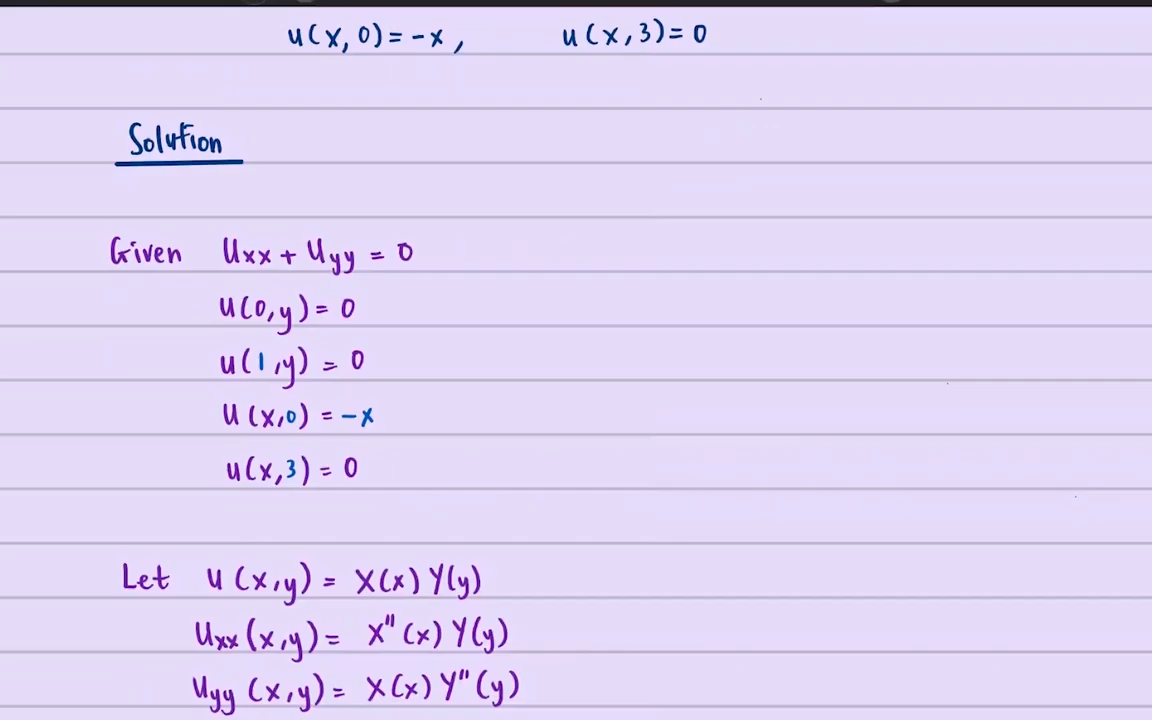 u(x, 0) = -x, u(x, 3) = 0
Solution
Given Uxx + Uyy = 0
u(0, y) = 0
u(1, y) = 0
u(x, 0) = -x
u(x, 3) = 0
Let u(x, y) = X(x) Y(y)
Uxx (x, y) = X"(x) Y(y)
Uyy (x, y) = X(x) Y"(y)